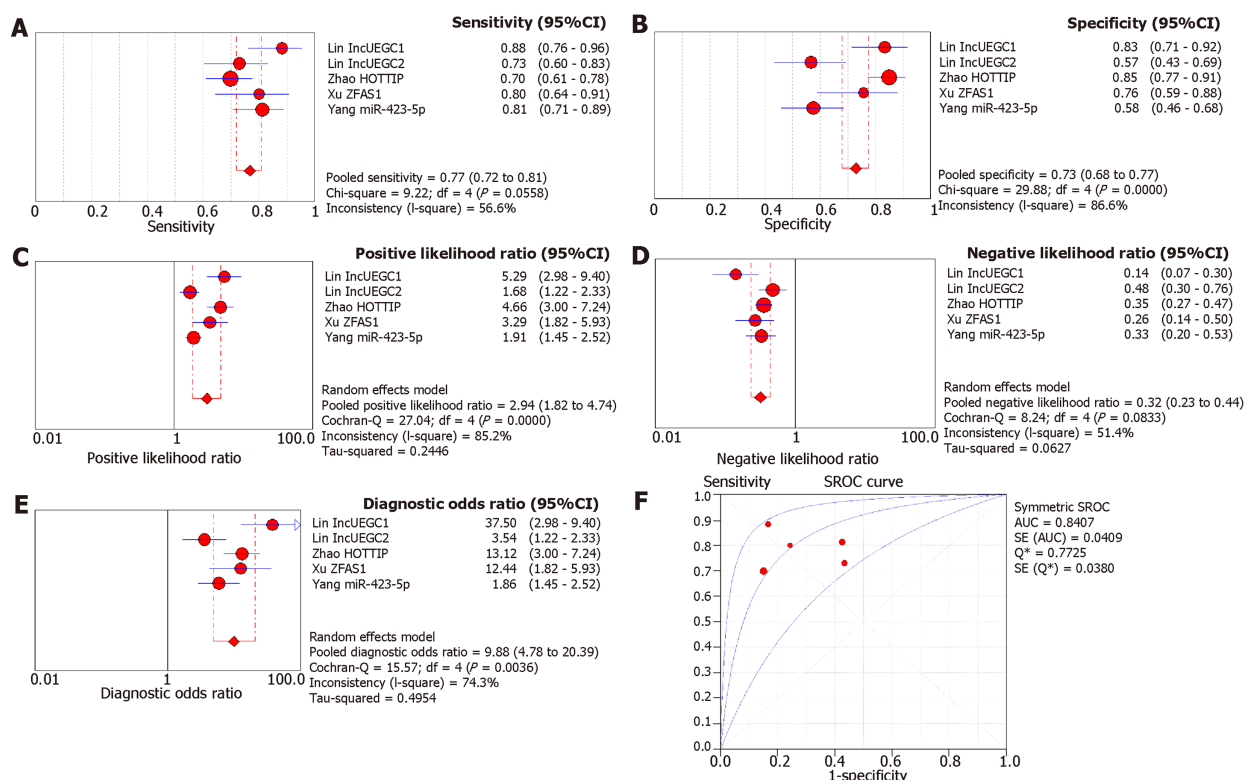 A
Sensitivity (95%CI)
Lin IncUEGC1 0.88 (0.76 - 0.96)
Lin IncUEGC2 0.73 (0.60 - 0.83)
Zhao HOTTIP 0.70 (0.61 - 0.78)
Xu ZFAS1 0.80 (0.64 - 0.91)
Yang miR-423-5p 0.81 (0.71 - 0.89)
Pooled sensitivity = 0.77 (0.72 to 0.81)
Chi-square = 9.22; df = 4 (P = 0.0558)
Inconsistency (I-square) = 56.6%
0 0.2 0.4 0.6 0.8 1
Sensitivity
B
Specificity (95%CI)
Lin IncUEGC1 0.83 (0.71 - 0.92)
Lin IncUEGC2 0.57 (0.43 - 0.69)
Zhao HOTTIP 0.85 (0.77 - 0.91)
Xu ZFAS1 0.76 (0.59 - 0.88)
Yang miR-423-5p 0.58 (0.46 - 0.68)
Pooled specificity = 0.73 (0.68 to 0.77)
Chi-square = 29.88; df = 4 (P = 0.0000)
Inconsistency (I-square) = 86.6%
0 0.2 0.4 0.6 0.8 1
Specificity
C
Positive likelihood ratio (95%CI)
Lin IncUEGC1 5.29 (2.98 - 9.40)
Lin IncUEGC2 1.68 (1.22 - 2.33)
Zhao HOTTIP 4.66 (3.00 - 7.24)
Xu ZFAS1 3.29 (1.82 - 5.93)
Yang miR-423-5p 1.91 (1.45 - 2.52)
Random effects model
Pooled positive likelihood ratio = 2.94 (1.82 to 4.74)
Cochran-Q = 27.04; df = 4 (P = 0.0000)
Inconsistency (I-square) = 85.2%
Tau-squared = 0.2446
0.01 1 100.0
Positive likelihood ratio
D
Negative likelihood ratio (95%CI)
Lin IncUEGC1 0.14 (0.07 - 0.30)
Lin IncUEGC2 0.48 (0.30 - 0.76)
Zhao HOTTIP 0.35 (0.27 - 0.47)
Xu ZFAS1 0.26 (0.14 - 0.50)
Yang miR-423-5p 0.33 (0.20 - 0.53)
Random effects model
Pooled negative likelihood ratio = 0.32 (0.23 to 0.44)
Cochran-Q = 8.24; df = 4 (P = 0.0833)
Inconsistency (I-square) = 51.4%
Tau-squared = 0.0627
0.01 1 100.0
Negative likelihood ratio
E
Diagnostic odds ratio (95%CI)
Lin IncUEGC1 37.50 (2.98 - 9.40)
Lin IncUEGC2 3.54 (1.22 - 2.33)
Zhao HOTTIP 13.12 (3.00 - 7.24)
Xu ZFAS1 12.44 (1.82 - 5.93)
Yang miR-423-5p 1.86 (1.45 - 2.52)
Random effects model
Pooled diagnostic odds ratio = 9.88 (4.78 to 20.39)
Cochran-Q = 15.57; df = 4 (P = 0.0036)
Inconsistency (I-square) = 74.3%
Tau-squared = 0.4954
0.01 1 100.0
Diagnostic odds ratio
F
Sensitivity SROC curve
1.0
0.9
0.8
0.7
0.6
0.5
0.4
0.3
0.2
0.1
0.0
0.0 0.2 0.4 0.6 0.8 1.0
1-specificity
Symmetric SROC
AUC = 0.8407
SE (AUC) = 0.0409
Q* = 0.7725
SE (Q*) = 0.0380